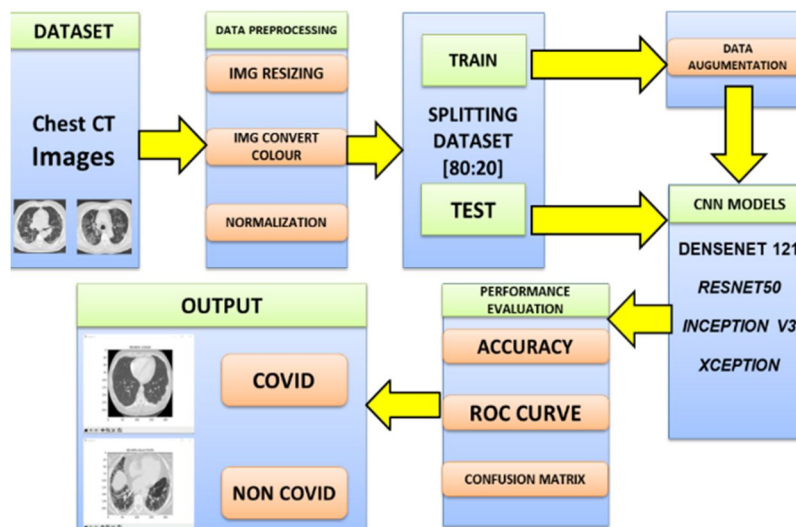 DATASET
Chest CT
Images
DATA PREPROCESSING
IMG RESIZING
IMG CONVERT
COLOUR
NORMALIZATION
TRAIN
SPLITTING
DATASET
[80:20]
TEST
DATA
AUGUMENTATION
CNN MODELS
DENSENET 121
RESNET50
INCEPTION V3
XCEPTION
PERFORMANCE
EVALUATION
ACCURACY
ROC CURVE
CONFUSION MATRIX
OUTPUT
COVID
NON COVID